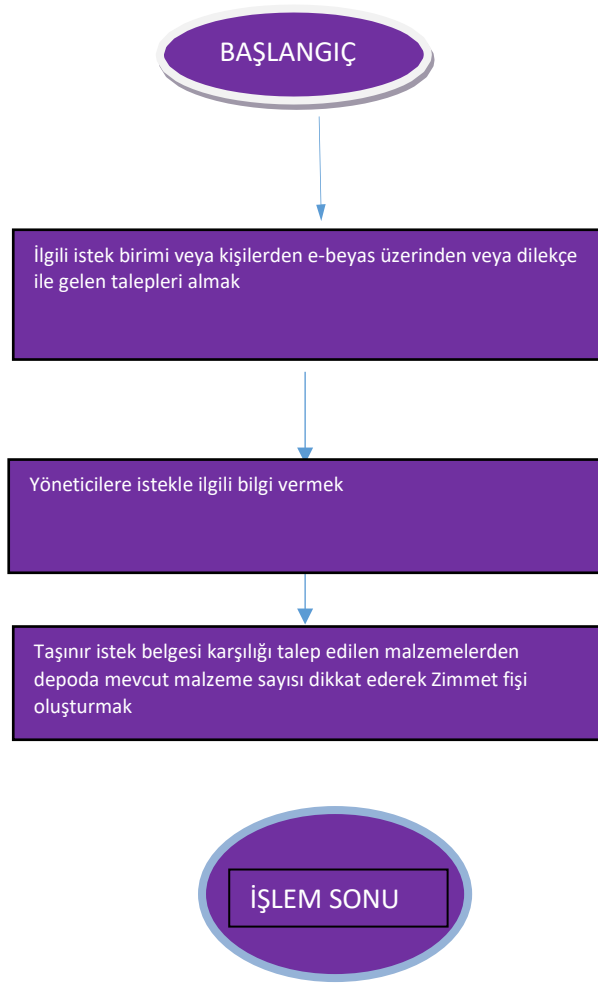 BAŞLANGIÇ
İlgili istek birimi veya kişilerden e-beyas üzerinden veya dilekçe
ile gelen talepleri almak
Yöneticilere istekle ilgili bilgi vermek
Taşınır istek belgesi karşılığı talep edilen malzemelerden
depoda mevcut malzeme sayısı dikkat ederek Zimmet fişi
oluşturmak
İŞLEM SONU